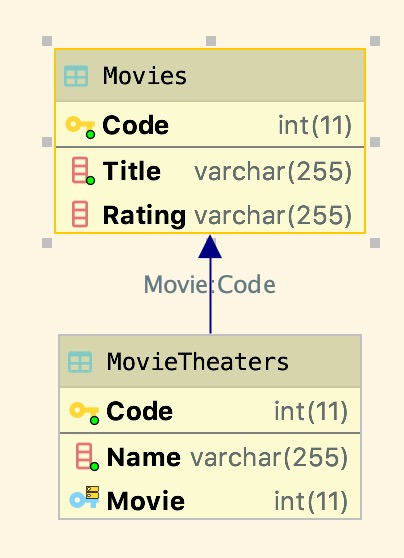 Movies
Code int(11)
Title varchar(255)
Rating varchar(255)
Movie:Code
MovieTheaters
Code int(11)
Name varchar(255)
Movie int(11)